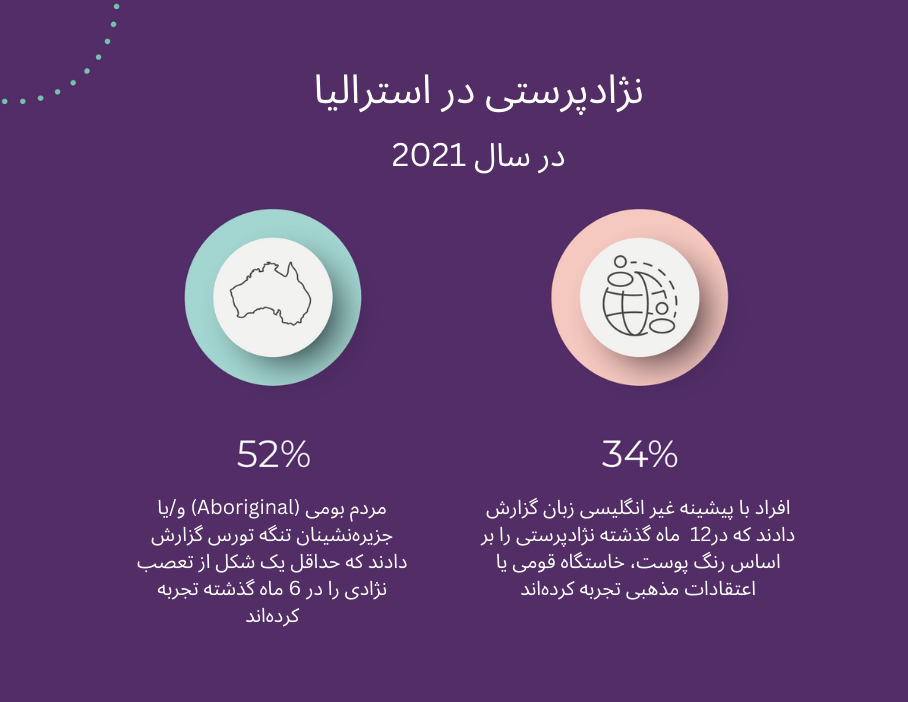 نژادپرستی در استرالیا
در سال 2021
34%
افراد با پیشینه غیر انگلیسی زبان گزارش
دادند که در12 ماه گذشته نژادپرستی را بر
اساس رنگ پوست، خاستگاه قومی یا
اعتقادات مذهبی تجربه کرده‌اند
52%
مردم بومی (Aboriginal) و/یا
جزیره‌نشینان تنگه تورس گزارش
دادند که حداقل یک شکل از تعصب
نژادی را در 6 ماه گذشته تجربه
کرده‌اند